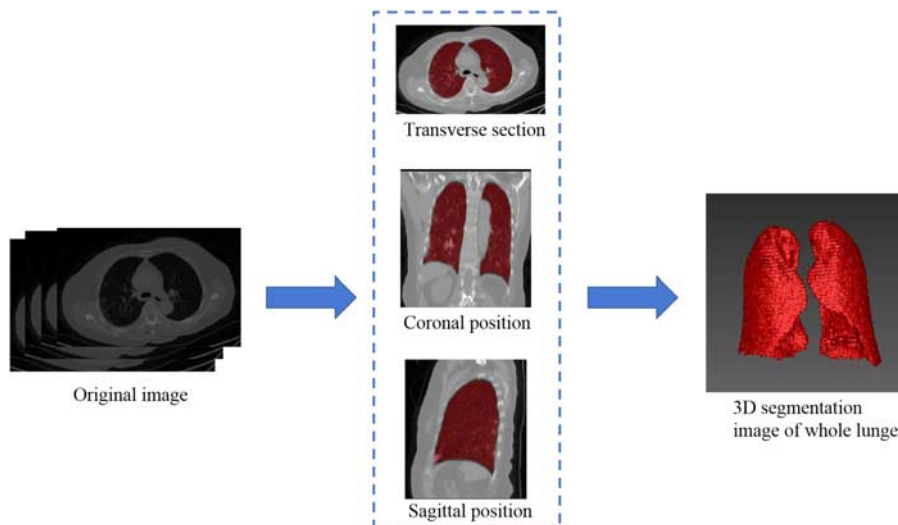 Transverse section
Coronal position
Original image
3D segmentation
image of whole lunge
Sagittal position